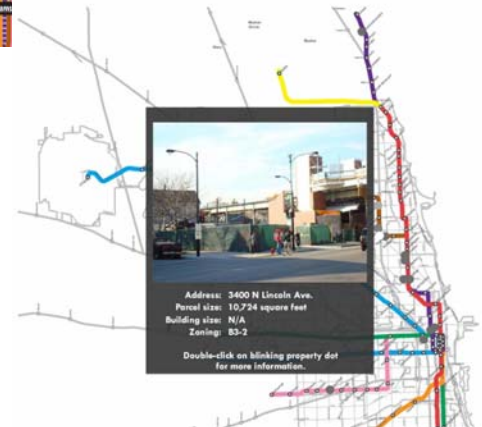 Address: 3400 N Lincoln Ave.
Parcel size: 10,724 square feet
Building size: N/A
Zoning: B3-2
Double-click on blinking property dot
for more information.